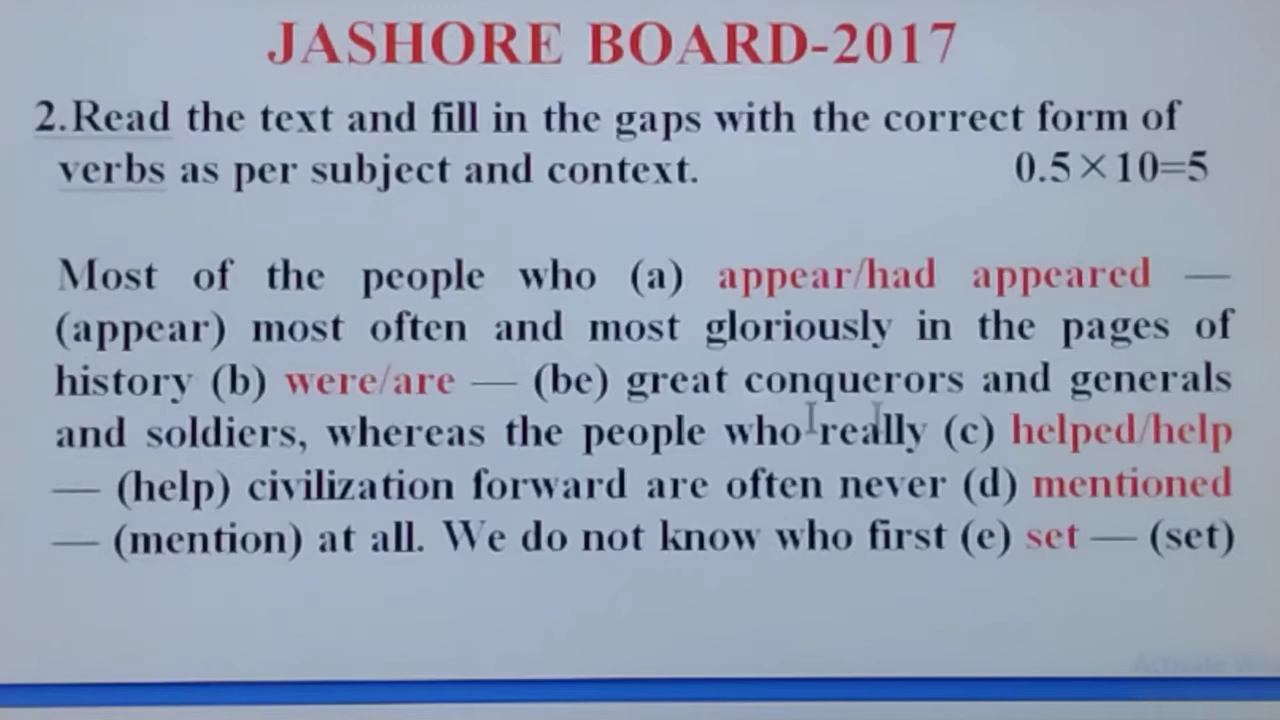 JASHORE BOARD-2017
2.Read the text and fill in the gaps with the correct form of
verbs as per subject and context. 0.5×10=5
Most of the people who (a) appear/had appeared —
(appear) most often and most gloriously in the pages of
history (b) were/are — (be) great conquerors and generals
and soldiers, whereas the people who really (c) helped/help
— (help) civilization forward are often never (d) mentioned
— (mention) at all. We do not know who first (e) set — (set)